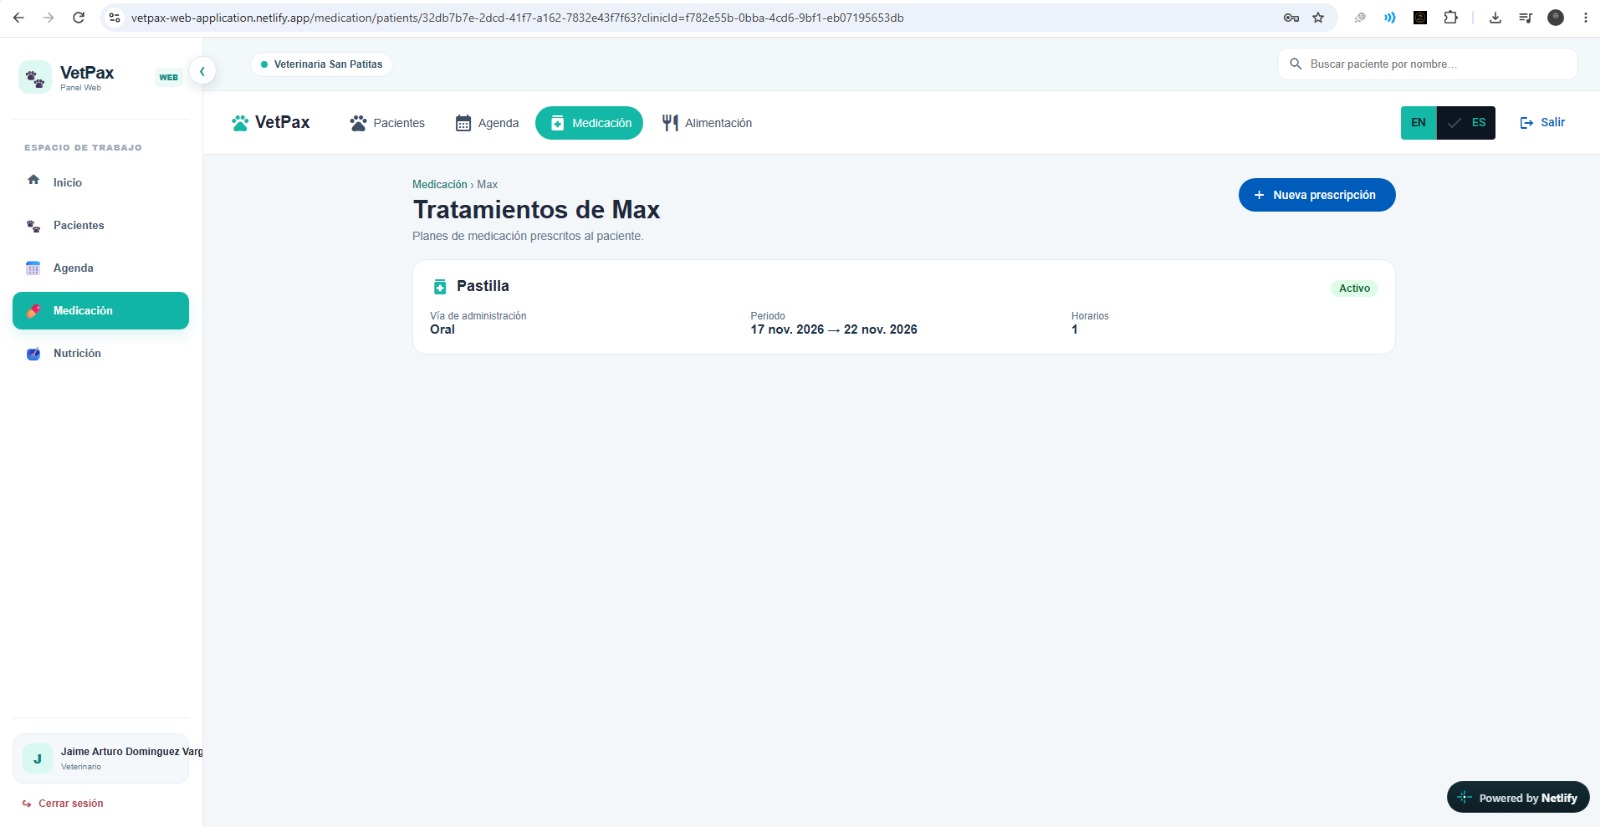 vetpax-web-application.netlify.app/medication/patients/32db7b7e-2dcd-41f7-a162-7832e43f7f63?clinicId=f782e55b-0bba-4cd6-9bf1-eb07195653db
VetPax
Panel Web
WEB
Veterinaria San Patitas
Buscar paciente por nombre...
VetPax
Pacientes
Agenda
Medicación
Alimentación
EN
ES
Salir
ESPACIO DE TRABAJO
Inicio
Pacientes
Agenda
Medicación
Nutrición
Medicación › Max
Tratamientos de Max
Planes de medicación prescritos al paciente.
+ Nueva prescripción
Pastilla
Activo
Vía de administración
Oral
Periodo
17 nov. 2026 → 22 nov. 2026
Horarios
1
J
Jaime Arturo Dominguez Varg
Veterinario
Cerrar sesión
Powered by Netlify